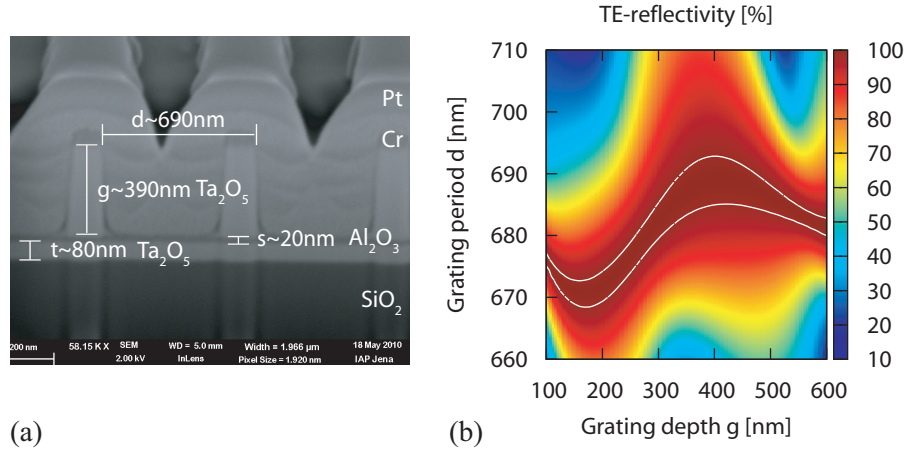 Pt
d~690nm
Cr
g~390nm Ta₂O₅
s~20nm Al₂O₃
t~80nm Ta₂O₅
SiO₂
200 nm 58.15 K X SEM WD = 5.0 mm Width = 1.966 µm 18 May 2010
2.00 kV InLens Pixel Size = 1.920 nm IAP Jena
(a)
TE-reflectivity [%]
Grating period d [nm]
710
700
690
680
670
660
100 200 300 400 500 600
Grating depth g [nm]
100
90
80
70
60
50
40
30
20
10
(b)